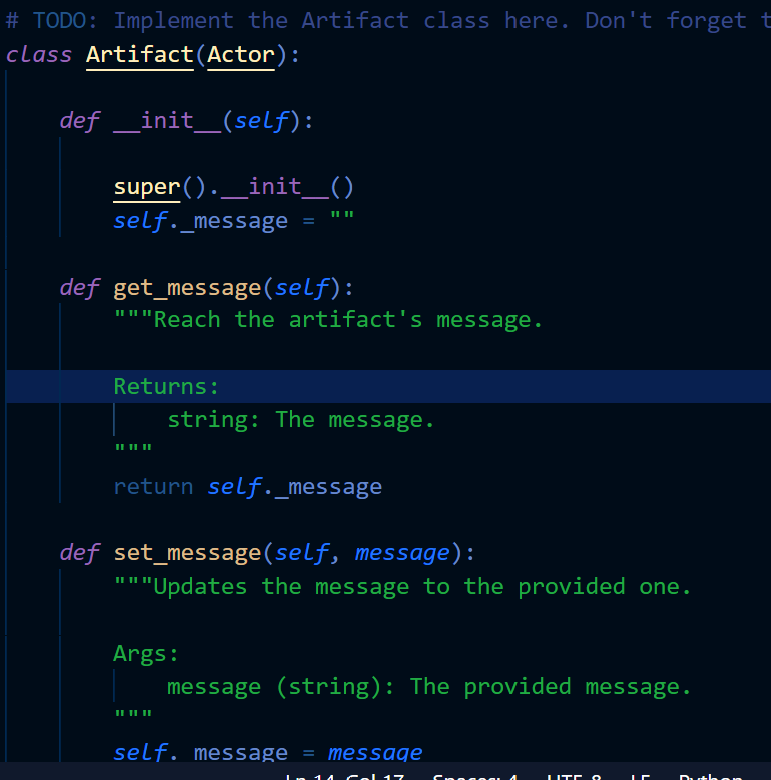 # TODO: Implement the Artifact class here. Don't forget t
class Artifact(Actor):
def __init__(self):
super().__init__()
self._message = ""
def get_message(self):
"""Reach the artifact's message.
Returns:
string: The message.
"""
return self._message
def set_message(self, message):
"""Updates the message to the provided one.
Args:
message (string): The provided message.
"""
self._message = message
Ln 14, Col 17 Spaces: 4 UTF-8 LF Python